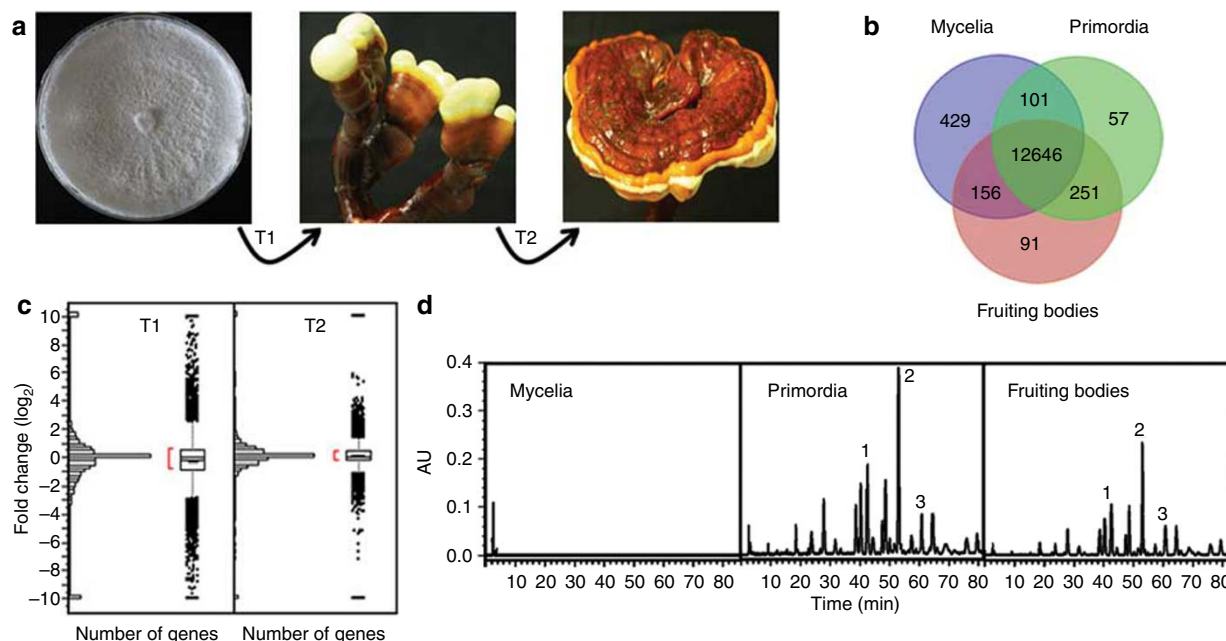 a
T1
T2
b
Mycelia
Primordia
101
429
57
12646
156
251
91
Fruiting bodies
c
Fold change (log2)
10
8
6
4
2
0
−2
−4
−6
−8
−10
T1
T2
Number of genes
Number of genes
d
AU
0.4
0.3
0.2
0.1
0.0
Mycelia
Primordia
1
2
3
Fruiting bodies
1
2
3
10 20 30 40 50 60 70 80
10 20 30 40 50 60 70 80
10 20 30 40 50 60 70 80
Time (min)